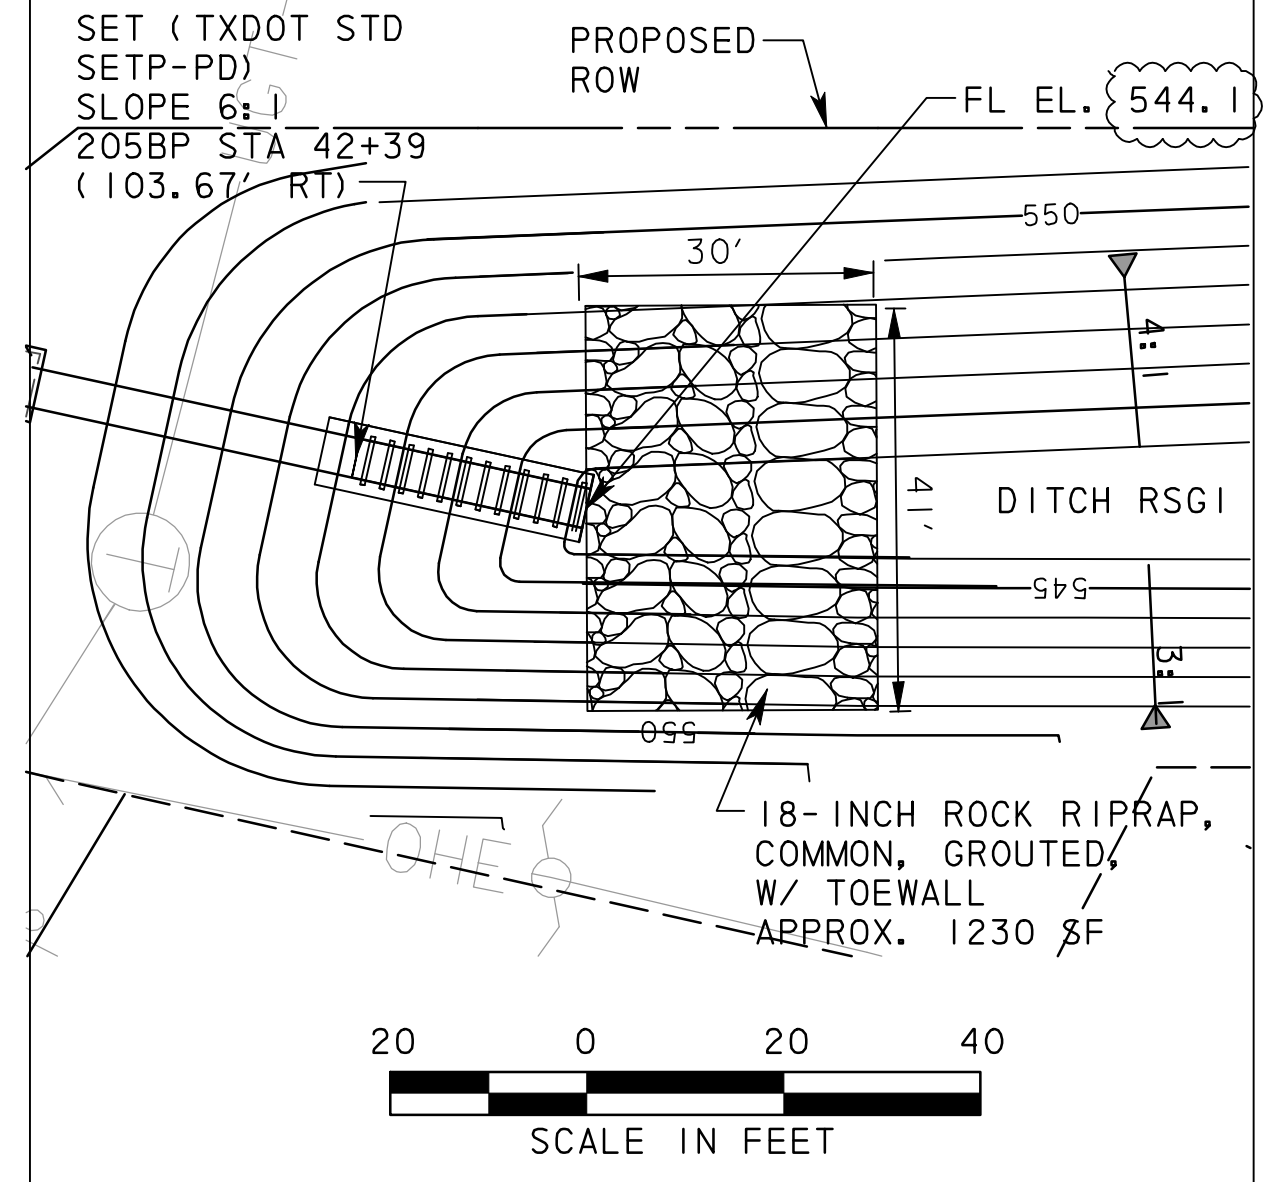 SET (TXDOT STD
SETP-PD)
SLOPE 6:1
205BP STA 42+39
(103.67' RT)
PROPOSED
ROW
FL EL. 544.1
G
550
30'
4:1
41'
DITCH RSG1
545
3:1
550
18-INCH ROCK RIPRAP,
COMMON, GROUTED,
W/ TOEWALL
APPROX. 1230 SF
OHE
T
20 0 20 40
SCALE IN FEET